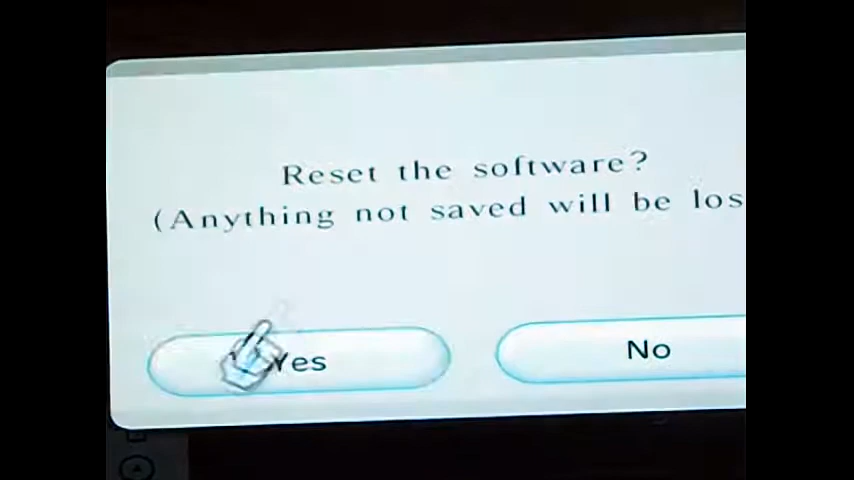 Reset the software?
(Anything not saved will be los
Yes
No